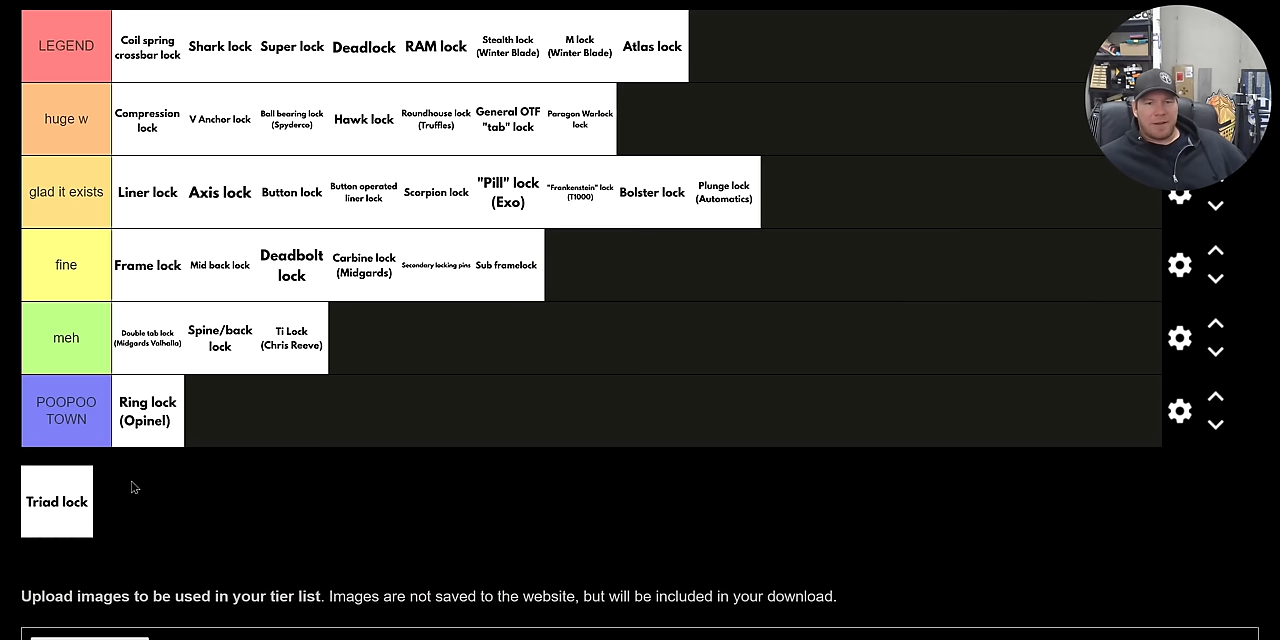 LEGEND
Coil spring
crossbar lock
Shark lock
Super lock
Deadlock
RAM lock
Stealth lock
(Winter Blade)
M lock
(Winter Blade)
Atlas lock
huge w
Compression
lock
V Anchor lock
Ball bearing lock
(Spyderco)
Hawk lock
Roundhouse lock
(Truffles)
General OTF
"tab" lock
Paragon Warlock
lock
glad it exists
Liner lock
Axis lock
Button lock
Button operated
liner lock
Scorpion lock
"Pill" lock
(Exo)
"Frankenstein" lock
(T1000)
Bolster lock
Plunge lock
(Automatics)
fine
Frame lock
Mid back lock
Deadbolt
lock
Carbine lock
(Midgards)
Secondary locking pins
Sub framelock
meh
Double tab lock
(Midgards Valhalla)
Spine/back
lock
Ti Lock
(Chris Reeve)
POOPOO
TOWN
Ring lock
(Opinel)
Triad lock
Upload images to be used in your tier list. Images are not saved to the website, but will be included in your download.